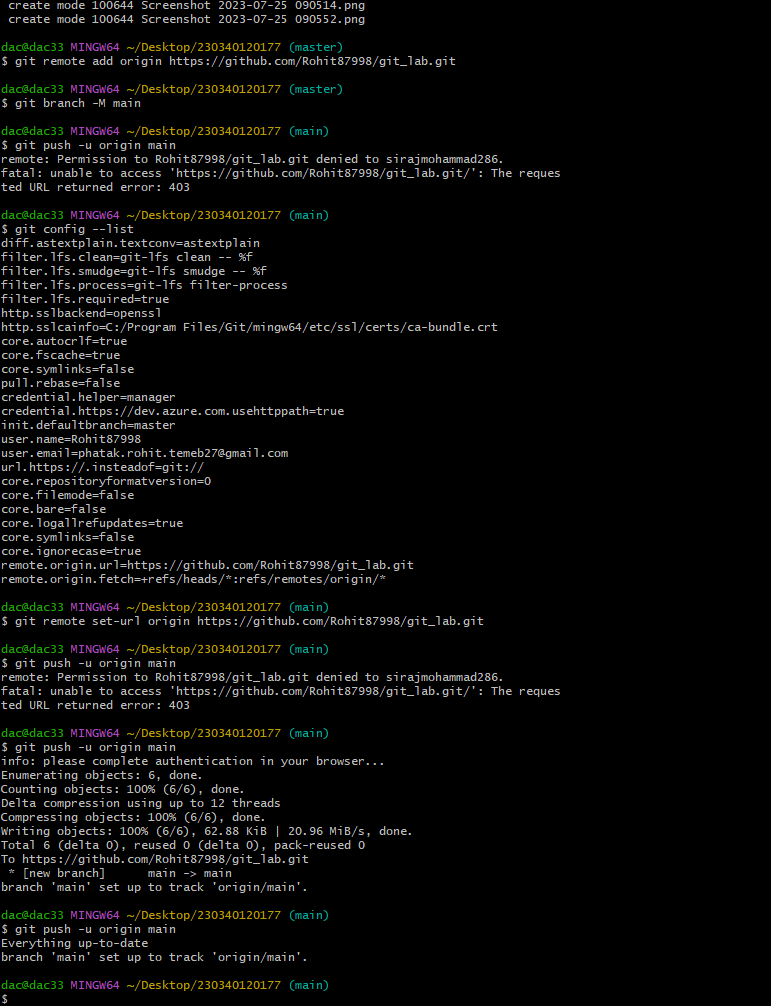 create mode 100644 Screenshot 2023-07-25 090514.png
create mode 100644 Screenshot 2023-07-25 090552.png
dac@dac33 MINGW64 ~/Desktop/230340120177 (master)
$ git remote add origin https://github.com/Rohit87998/git_lab.git
dac@dac33 MINGW64 ~/Desktop/230340120177 (master)
$ git branch -M main
dac@dac33 MINGW64 ~/Desktop/230340120177 (main)
$ git push -u origin main
remote: Permission to Rohit87998/git_lab.git denied to sirajmohammad286.
fatal: unable to access 'https://github.com/Rohit87998/git_lab.git/': The reques
ted URL returned error: 403
dac@dac33 MINGW64 ~/Desktop/230340120177 (main)
$ git config --list
diff.astextplain.textconv=astextplain
filter.lfs.clean=git-lfs clean -- %f
filter.lfs.smudge=git-lfs smudge -- %f
filter.lfs.process=git-lfs filter-process
filter.lfs.required=true
http.sslbackend=openssl
http.sslcainfo=C:/Program Files/Git/mingw64/etc/ssl/certs/ca-bundle.crt
core.autocrlf=true
core.fscache=true
core.symlinks=false
pull.rebase=false
credential.helper=manager
credential.https://dev.azure.com.usehttppath=true
init.defaultbranch=master
user.name=Rohit87998
user.email=phatak.rohit.temeb27@gmail.com
url.https://.insteadof=git://
core.repositoryformatversion=0
core.filemode=false
core.bare=false
core.logallrefupdates=true
core.symlinks=false
core.ignorecase=true
remote.origin.url=https://github.com/Rohit87998/git_lab.git
remote.origin.fetch=+refs/heads/*:refs/remotes/origin/*
dac@dac33 MINGW64 ~/Desktop/230340120177 (main)
$ git remote set-url origin https://github.com/Rohit87998/git_lab.git
dac@dac33 MINGW64 ~/Desktop/230340120177 (main)
$ git push -u origin main
remote: Permission to Rohit87998/git_lab.git denied to sirajmohammad286.
fatal: unable to access 'https://github.com/Rohit87998/git_lab.git/': The reques
ted URL returned error: 403
dac@dac33 MINGW64 ~/Desktop/230340120177 (main)
$ git push -u origin main
info: please complete authentication in your browser...
Enumerating objects: 6, done.
Counting objects: 100% (6/6), done.
Delta compression using up to 12 threads
Compressing objects: 100% (6/6), done.
Writing objects: 100% (6/6), 62.88 KiB | 20.96 MiB/s, done.
Total 6 (delta 0), reused 0 (delta 0), pack-reused 0
To https://github.com/Rohit87998/git_lab.git
* [new branch]      main -> main
branch 'main' set up to track 'origin/main'.
dac@dac33 MINGW64 ~/Desktop/230340120177 (main)
$ git push -u origin main
Everything up-to-date
branch 'main' set up to track 'origin/main'.
dac@dac33 MINGW64 ~/Desktop/230340120177 (main)
$